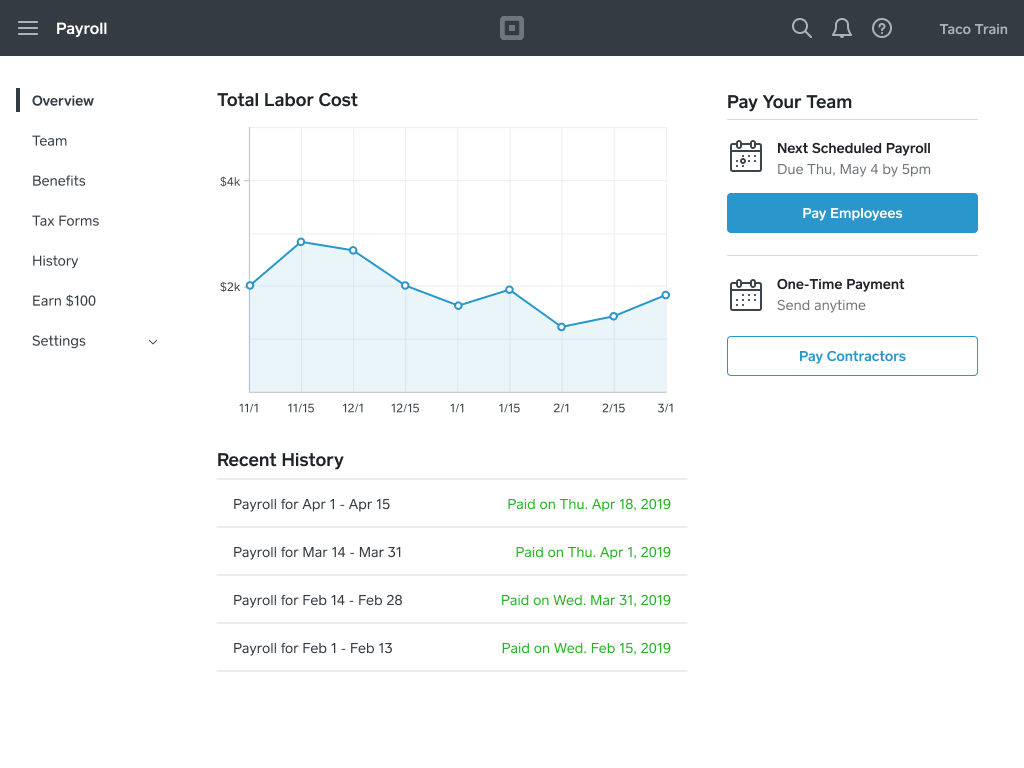 Payroll
Taco Train
Overview
Team
Benefits
Tax Forms
History
Earn $100
Settings
Total Labor Cost
$4k
$2k
11/1 11/15 12/1 12/15 1/1 1/15 2/1 2/15 3/1
Recent History
Payroll for Apr 1 - Apr 15 Paid on Thu. Apr 18, 2019
Payroll for Mar 14 - Mar 31 Paid on Thu. Apr 1, 2019
Payroll for Feb 14 - Feb 28 Paid on Wed. Mar 31, 2019
Payroll for Feb 1 - Feb 13 Paid on Wed. Feb 15, 2019
Pay Your Team
Next Scheduled Payroll
Due Thu, May 4 by 5pm
Pay Employees
One-Time Payment
Send anytime
Pay Contractors